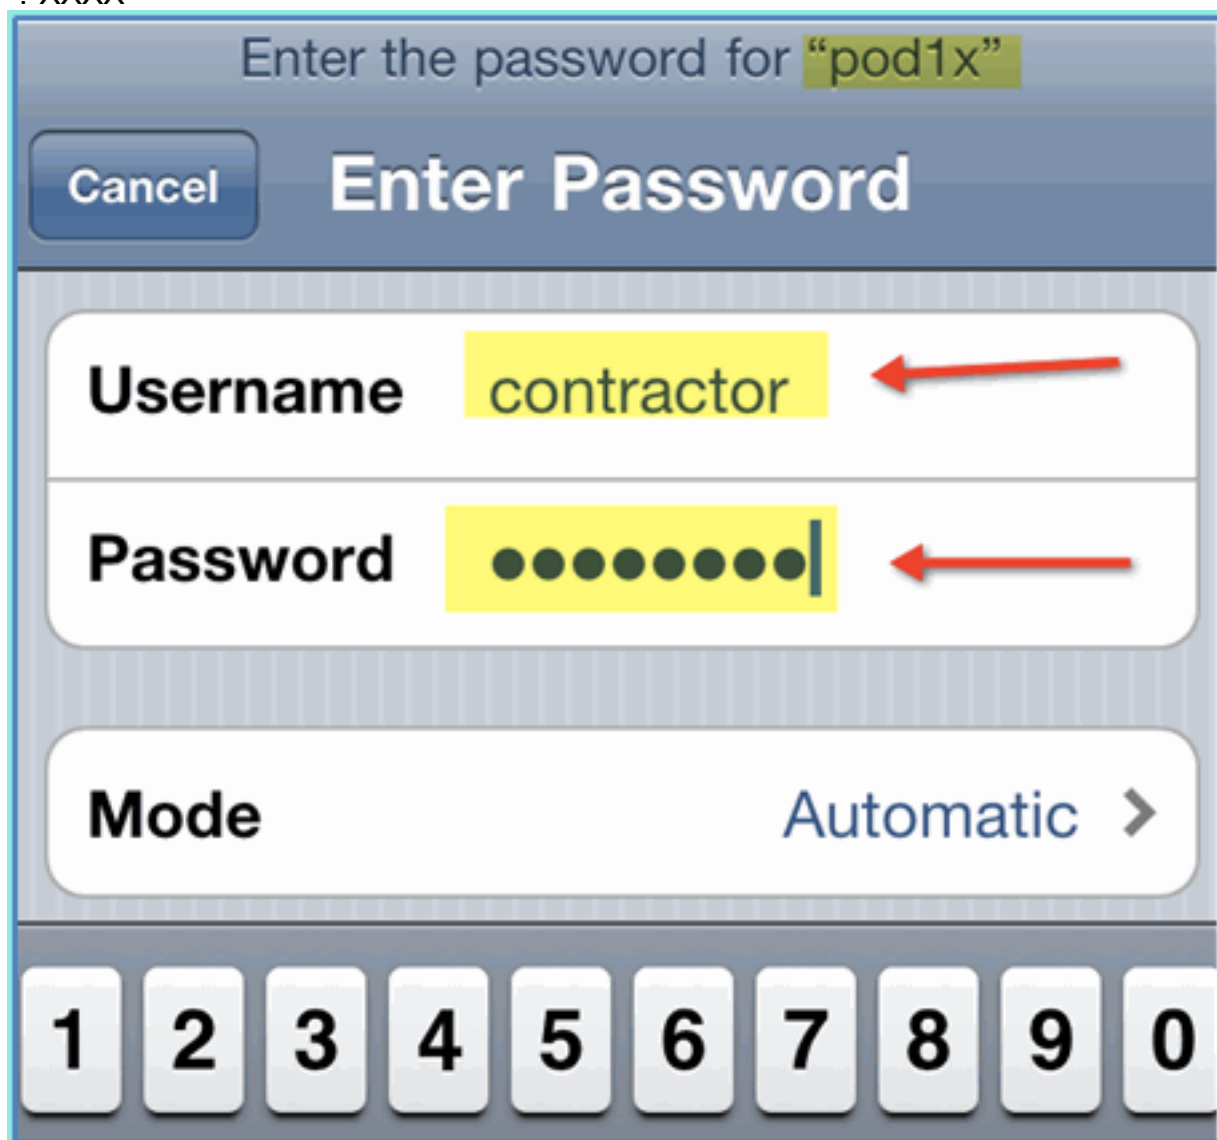 Enter the password for “pod1x”
Cancel Enter Password
Username contractor
Password ●●●●●●●●
Mode Automatic
1 2 3 4 5 6 7 8 9 0